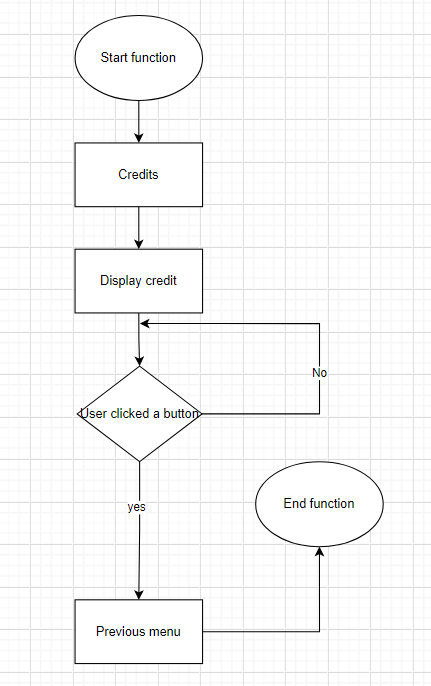 Start function
Credits
Display credit
No
User clicked a button
yes
End function
Previous menu